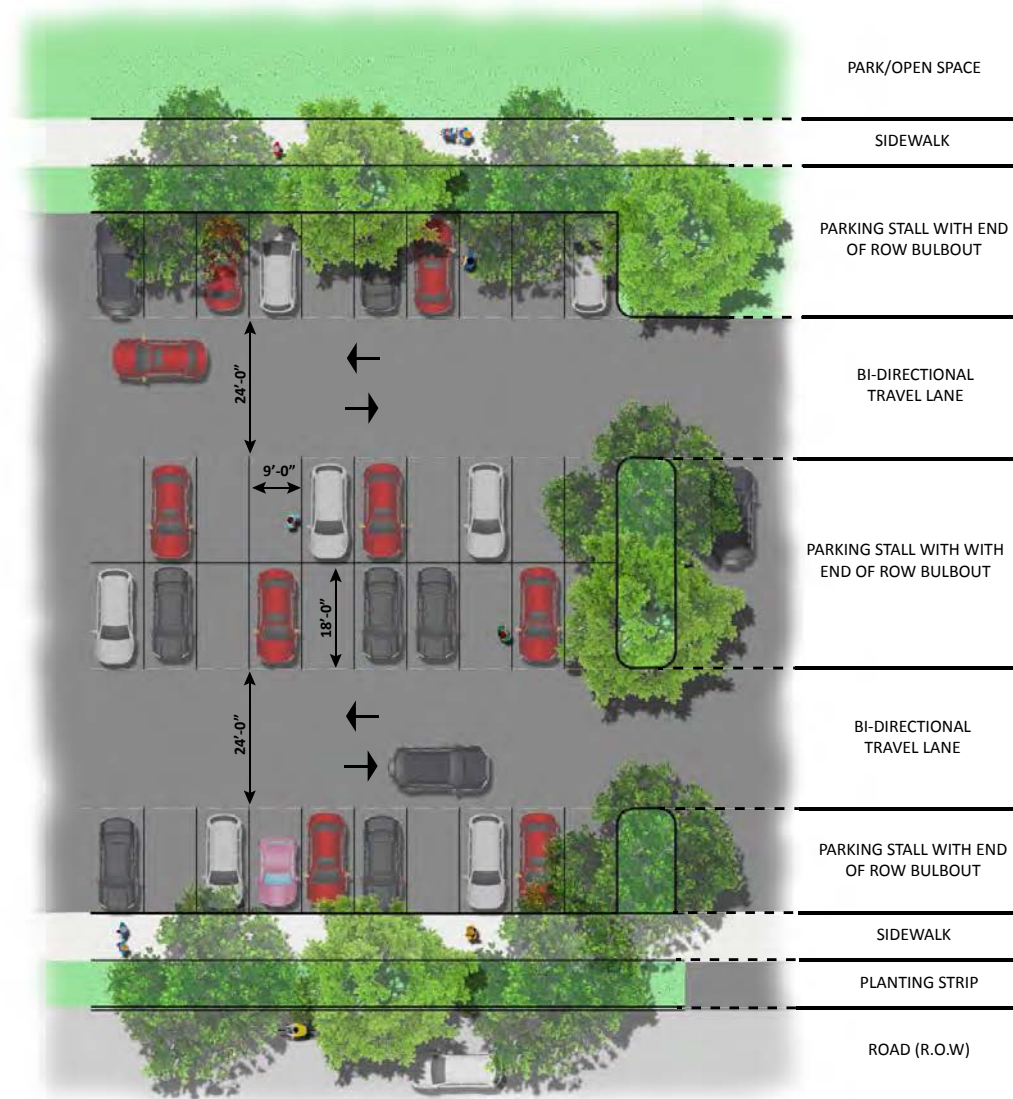 PARK/OPEN SPACE
SIDEWALK
PARKING STALL WITH END
OF ROW BULBOUT
24'-0"
BI-DIRECTIONAL
TRAVEL LANE
9'-0"
PARKING STALL WITH WITH
END OF ROW BULBOUT
18'-0"
24'-0"
BI-DIRECTIONAL
TRAVEL LANE
PARKING STALL WITH END
OF ROW BULBOUT
SIDEWALK
PLANTING STRIP
ROAD (R.O.W)